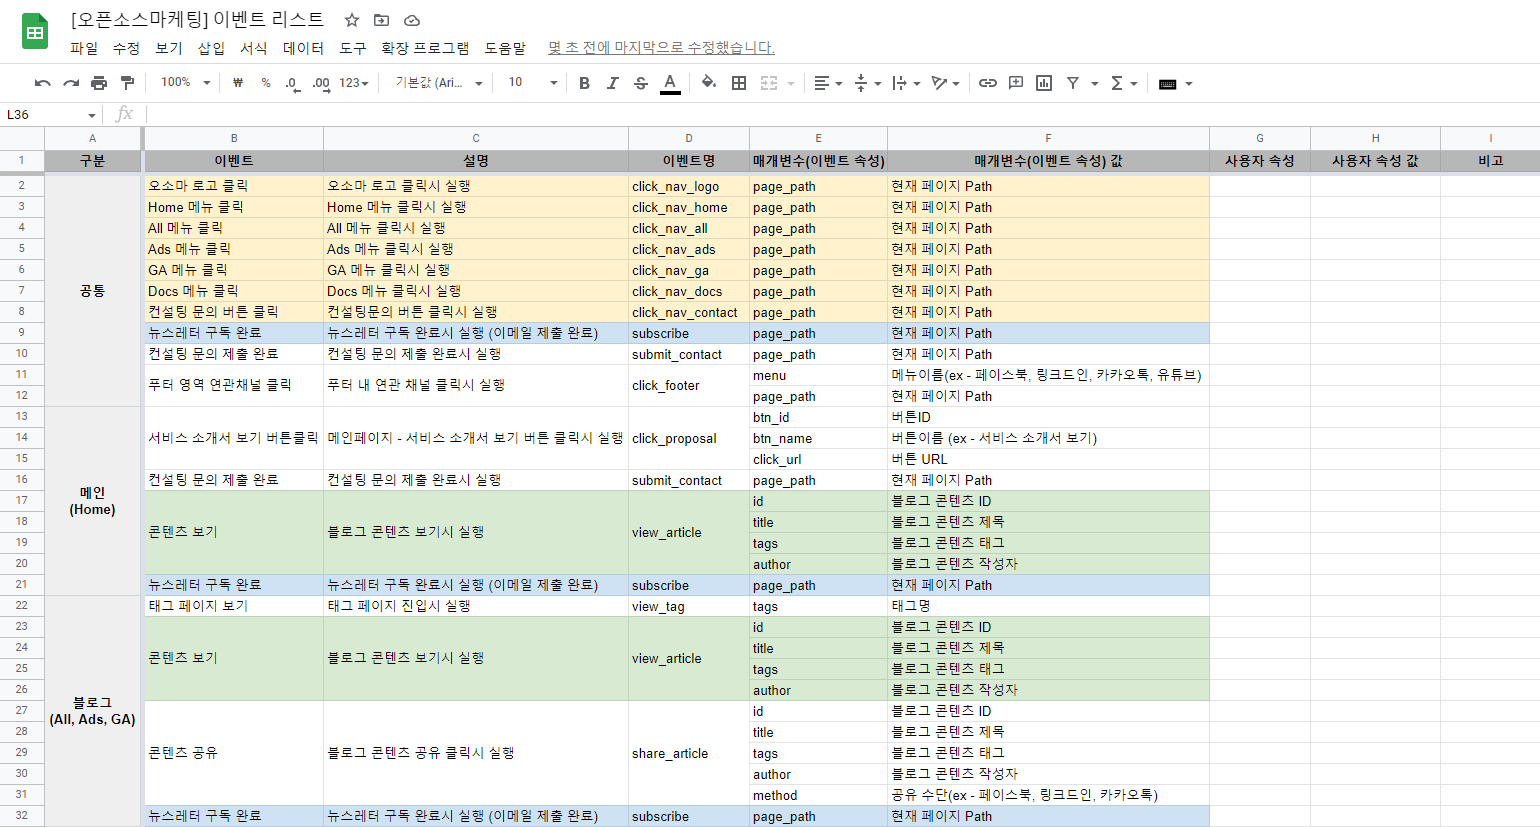 [오픈소스마케팅] 이벤트 리스트
파일 수정 보기 삽입 서식 데이터 도구 확장 프로그램 도움말 몇 초 전에 마지막으로 수정했습니다.
100% ₩ % .0 .00 123 기본값 (Ari... 10 B I S A
L36 fx
A B C D E F G H I
1 구분 이벤트 설명 이벤트명 매개변수(이벤트 속성) 매개변수(이벤트 속성) 값 사용자 속성 사용자 속성 값 비고
2 오소마 로고 클릭 오소마 로고 클릭시 실행 click_nav_logo page_path 현재 페이지 Path
3 Home 메뉴 클릭 Home 메뉴 클릭시 실행 click_nav_home page_path 현재 페이지 Path
4 All 메뉴 클릭 All 메뉴 클릭시 실행 click_nav_all page_path 현재 페이지 Path
5 Ads 메뉴 클릭 Ads 메뉴 클릭시 실행 click_nav_ads page_path 현재 페이지 Path
6 GA 메뉴 클릭 GA 메뉴 클릭시 실행 click_nav_ga page_path 현재 페이지 Path
7 공통 Docs 메뉴 클릭 Docs 메뉴 클릭시 실행 click_nav_docs page_path 현재 페이지 Path
8 컨설팅 문의 버튼 클릭 컨설팅문의 버튼 클릭시 실행 click_nav_contact page_path 현재 페이지 Path
9 뉴스레터 구독 완료 뉴스레터 구독 완료시 실행 (이메일 제출 완료) subscribe page_path 현재 페이지 Path
10 컨설팅 문의 제출 완료 컨설팅 문의 제출 완료시 실행 submit_contact page_path 현재 페이지 Path
11 푸터 영역 연관채널 클릭 푸터 내 연관 채널 클릭시 실행 click_footer menu 메뉴이름(ex - 페이스북, 링크드인, 카카오톡, 유튜브)
12 page_path 현재 페이지 Path
13 btn_id 버튼ID
14 서비스 소개서 보기 버튼클릭 메인페이지 - 서비스 소개서 보기 버튼 클릭시 실행 click_proposal btn_name 버튼이름 (ex - 서비스 소개서 보기)
15 click_url 버튼 URL
16 컨설팅 문의 제출 완료 컨설팅 문의 제출 완료시 실행 submit_contact page_path 현재 페이지 Path
17 메인 id 블로그 콘텐츠 ID
18 (Home) 콘텐츠 보기 블로그 콘텐츠 보기시 실행 view_article title 블로그 콘텐츠 제목
19 tags 블로그 콘텐츠 태그
20 author 블로그 콘텐츠 작성자
21 뉴스레터 구독 완료 뉴스레터 구독 완료시 실행 (이메일 제출 완료) subscribe page_path 현재 페이지 Path
22 태그 페이지 보기 태그 페이지 진입시 실행 view_tag tags 태그명
23 id 블로그 콘텐츠 ID
24 콘텐츠 보기 블로그 콘텐츠 보기시 실행 view_article title 블로그 콘텐츠 제목
25 tags 블로그 콘텐츠 태그
26 author 블로그 콘텐츠 작성자
27 블로그 id 블로그 콘텐츠 ID
28 (All, Ads, GA) title 블로그 콘텐츠 제목
29 콘텐츠 공유 블로그 콘텐츠 공유 클릭시 실행 share_article tags 블로그 콘텐츠 태그
30 author 블로그 콘텐츠 작성자
31 method 공유 수단(ex - 페이스북, 링크드인, 카카오톡)
32 뉴스레터 구독 완료 뉴스레터 구독 완료시 실행 (이메일 제출 완료) subscribe page_path 현재 페이지 Path